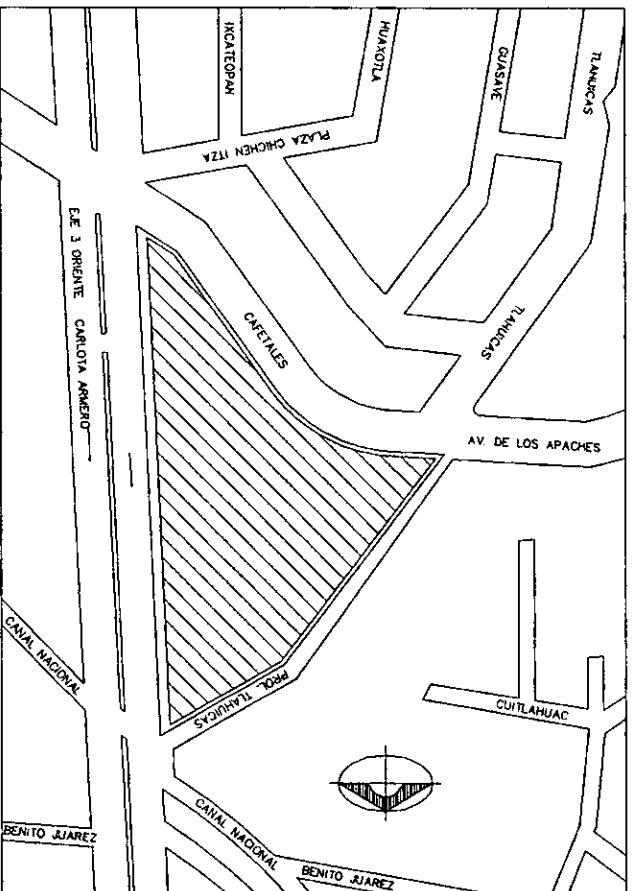 IXCATEOPAN
HUAXOTLA
GUASAVE
TLAHUICAS
PLAZA CHICHEN ITZA
EJE 3 ORIENTE CARLOTA ARMERO
CAFETALES
TLAHUICAS
AV. DE LOS APACHES
CANAL NACIONAL
PROL. TLAHUICAS
CUITLAHUAC
BENITO JUAREZ
CANAL NACIONAL
BENITO JUAREZ